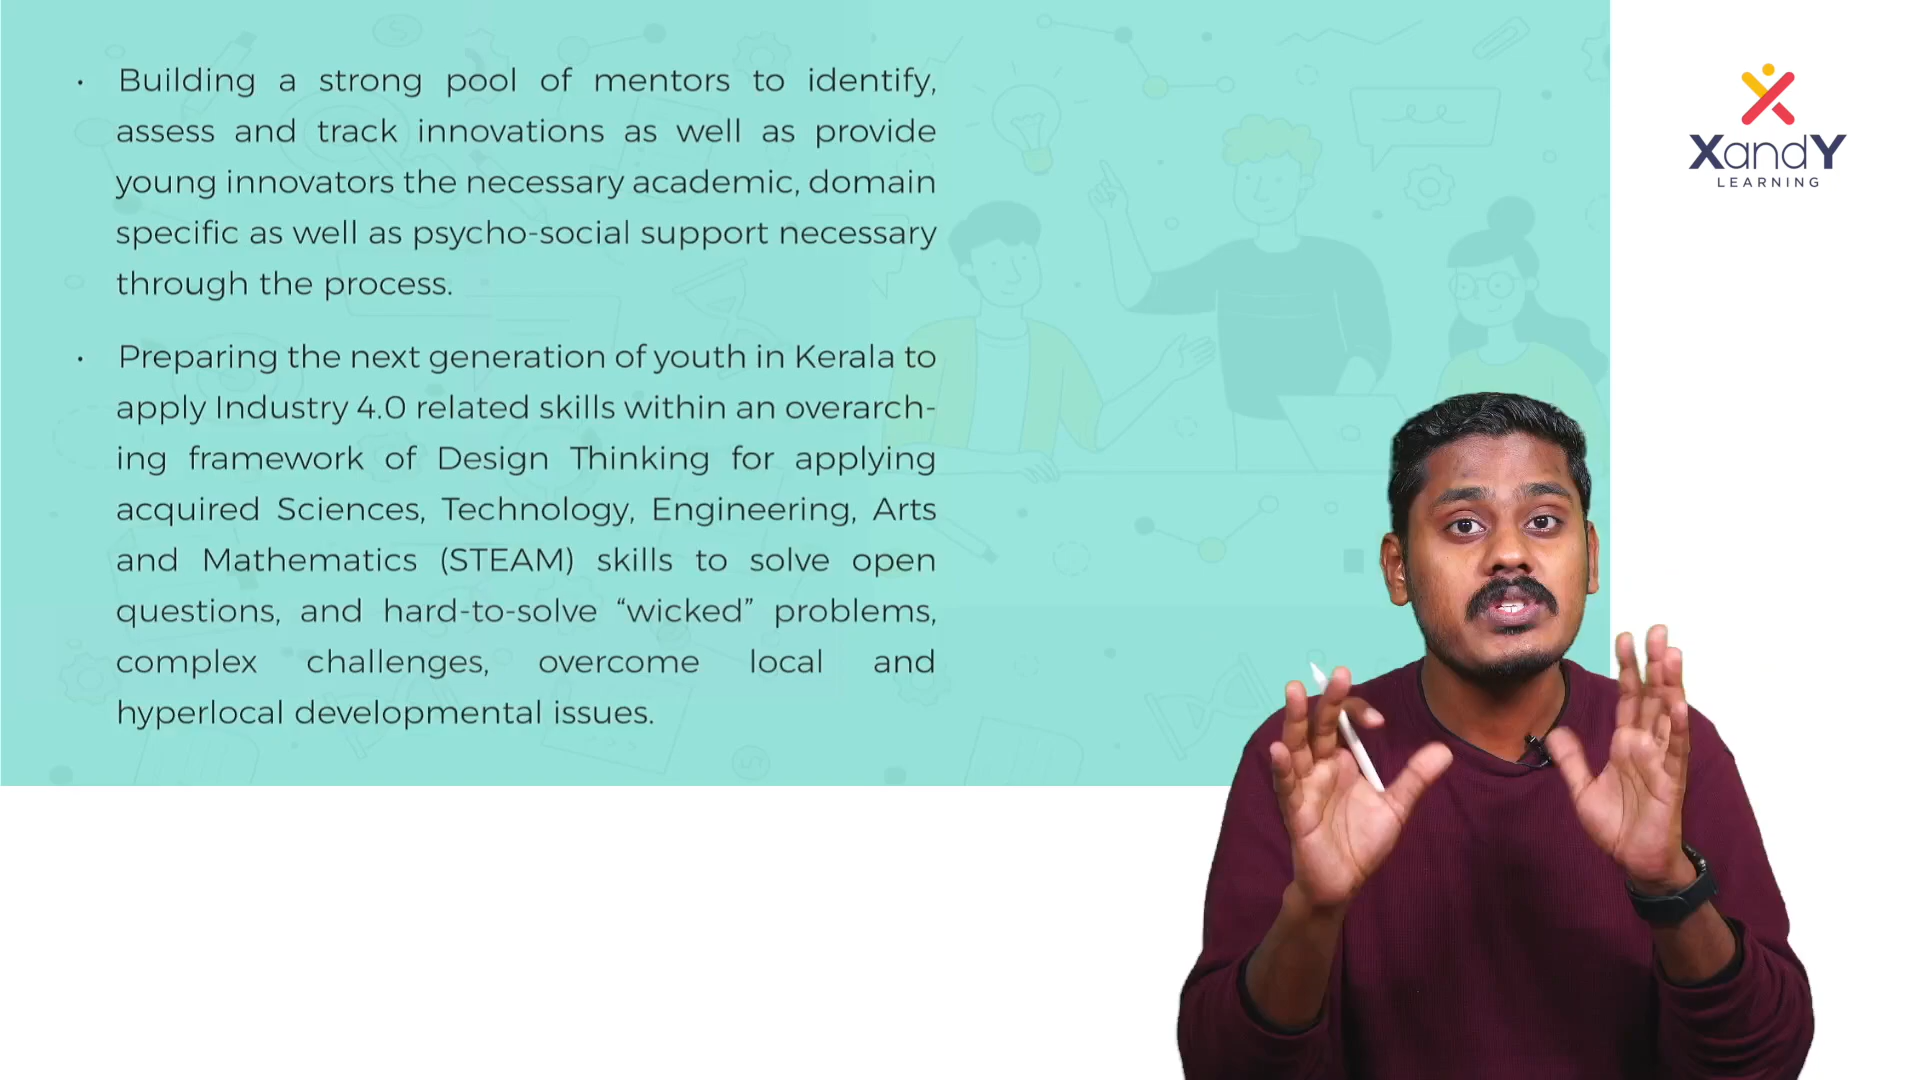 • Building a strong pool of mentors to identify,
assess and track innovations as well as provide
young innovators the necessary academic, domain
specific as well as psycho-social support necessary
through the process.
• Preparing the next generation of youth in Kerala to
apply Industry 4.0 related skills within an overarch-
ing framework of Design Thinking for applying
acquired Sciences, Technology, Engineering, Arts
and Mathematics (STEAM) skills to solve open
questions, and hard-to-solve “wicked” problems,
complex challenges, overcome local and
hyperlocal developmental issues.
XandY
LEARNING